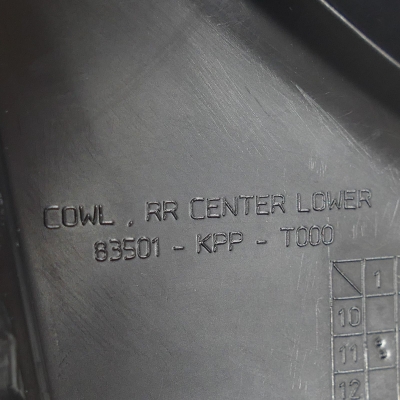 COWL , RR CENTER LOWER
83501 - KPP - T000
1
10
11
12